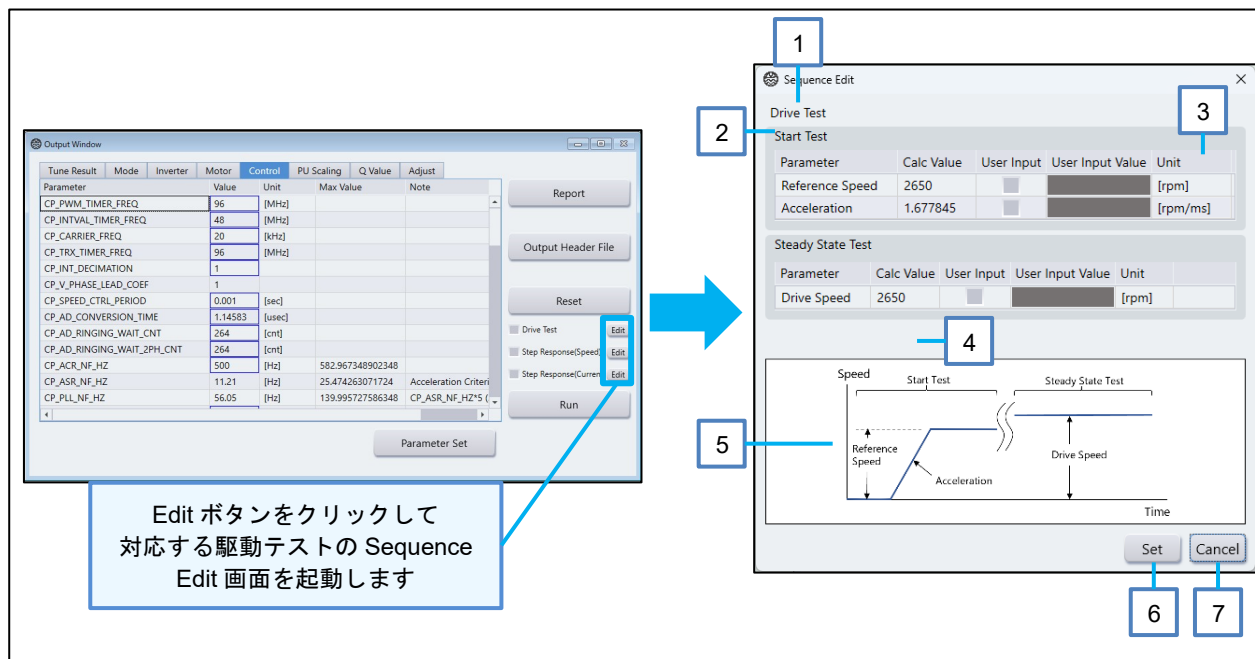 Output Window
Tune Result Mode Inverter Motor Control PU Scaling Q Value Adjust
Parameter Value Unit Max Value Note
CP_PWM_TIMER_FREQ 96 [MHz]
CP_INTVAL_TIMER_FREQ 48 [MHz]
CP_CARRIER_FREQ 20 [kHz]
CP_TRX_TIMER_FREQ 96 [MHz]
CP_INT_DECIMATION 1
CP_V_PHASE_LEAD_COEF 1
CP_SPEED_CTRL_PERIOD 0.001 [sec]
CP_AD_CONVERSION_TIME 1.14583 [usec]
CP_AD_RINGING_WAIT_CNT 264 [cnt]
CP_AD_RINGING_WAIT_2PH_CNT 264 [cnt]
CP_ACR_NF_HZ 500 [Hz] 582.967348902348
CP_ASR_NF_HZ 11.21 [Hz] 25.474263071724 Acceleration Criteri
CP_PLL_NF_HZ 56.05 [Hz] 139.995727586348 CP_ASR_NF_HZ*5 (
Report
Output Header File
Reset
Drive Test Edit
Step Response(Speed) Edit
Step Response(Curren Edit
Run
Parameter Set
Edit ボタンをクリックして
対応する駆動テストの Sequence
Edit 画面を起動します
1
Sequence Edit
Drive Test
2
3
Start Test
Parameter Calc Value User Input User Input Value Unit
Reference Speed 2650 [rpm]
Acceleration 1.677845 [rpm/ms]
Steady State Test
Parameter Calc Value User Input User Input Value Unit
Drive Speed 2650 [rpm]
4
5
Speed
Start Test
Steady State Test
Reference
Speed
Drive Speed
Acceleration
Time
Set Cancel
6
7